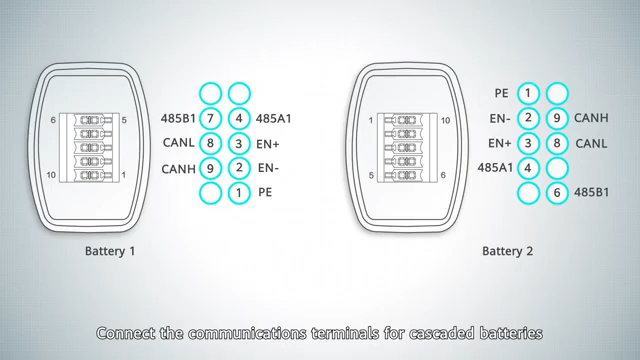 6 5
10 1
485B1 7 4 485A1
CANL 8 3 EN+
CANH 9 2 EN-
1 PE
Battery 1
1 10
5 6
PE 1
EN- 2 9 CANH
EN+ 3 8 CANL
485A1 4
6 485B1
Battery 2
Connect the communications terminals for cascaded batteries